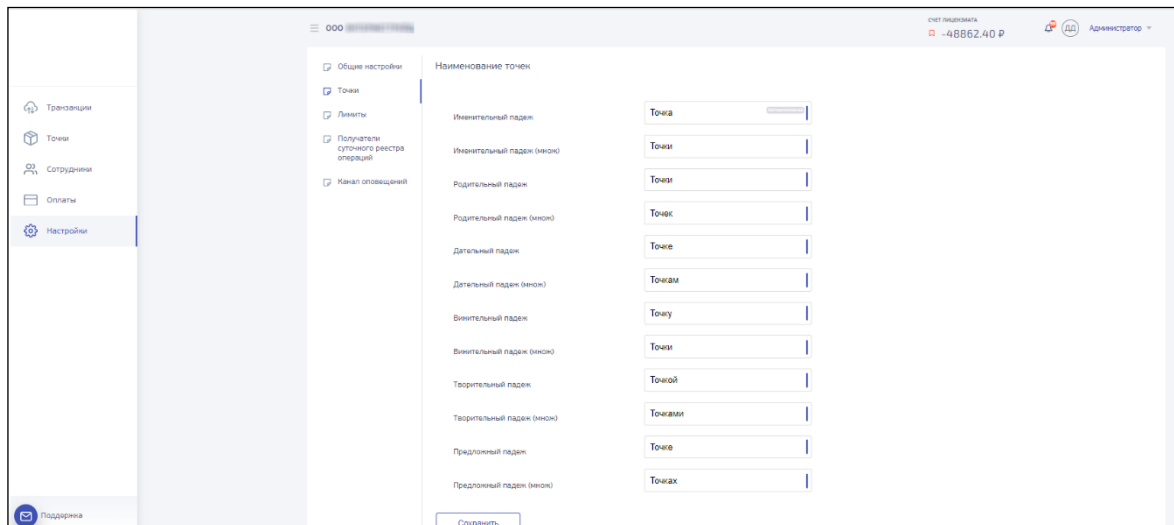 ООО
СЧЕТ ЛИЦЕНЗИАТА
-48862.40 ₽
ДД
Администратор
Транзакции
Точки
Сотрудники
Оплаты
Настройки
Поддержка
Общие настройки
Точки
Лимиты
Получатели
суточного реестра
операций
Канал оповещений
Наименование точек
Именительный падеж
Точка
Именительный падеж (множ)
Точки
Родительный падеж
Точки
Родительный падеж (множ)
Точек
Дательный падеж
Точке
Дательный падеж (множ)
Точкам
Винительный падеж
Точку
Винительный падеж (множ)
Точки
Творительный падеж
Точкой
Творительный падеж (множ)
Точками
Предложный падеж
Точке
Предложный падеж (множ)
Точках
Сохранить